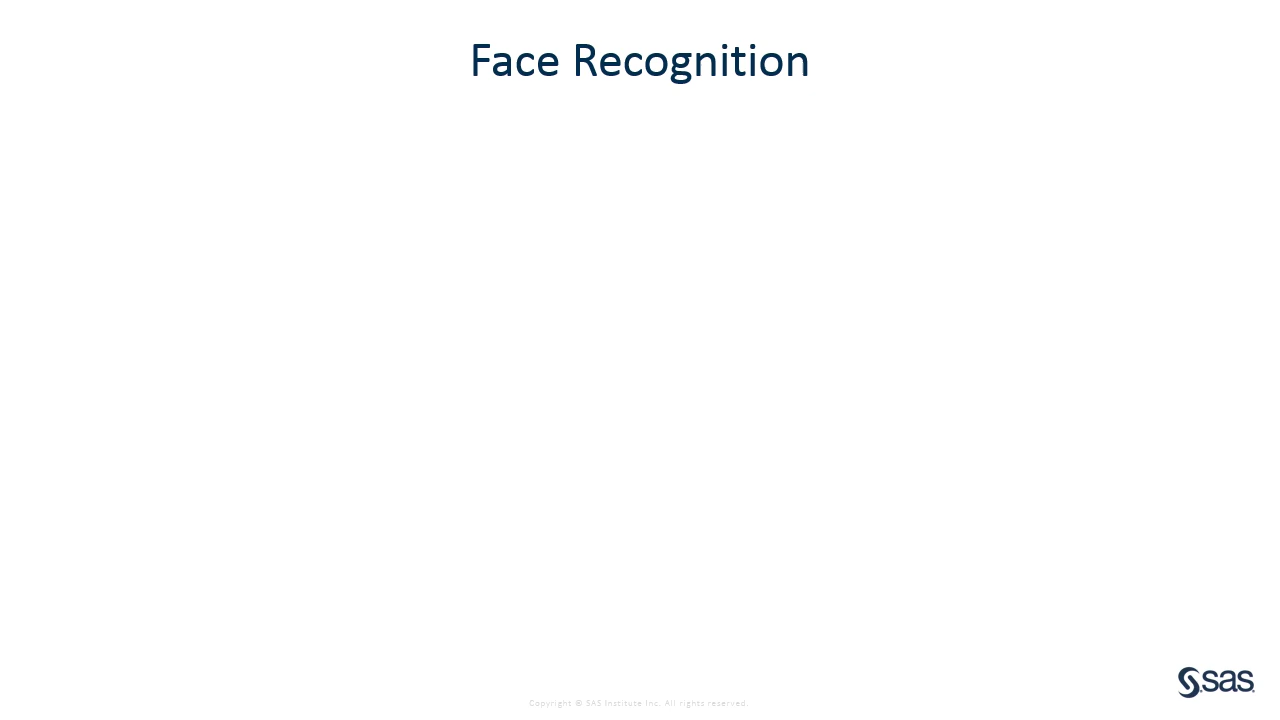 Face Recognition
sas
Copyright © SAS Institute Inc. All rights reserved.